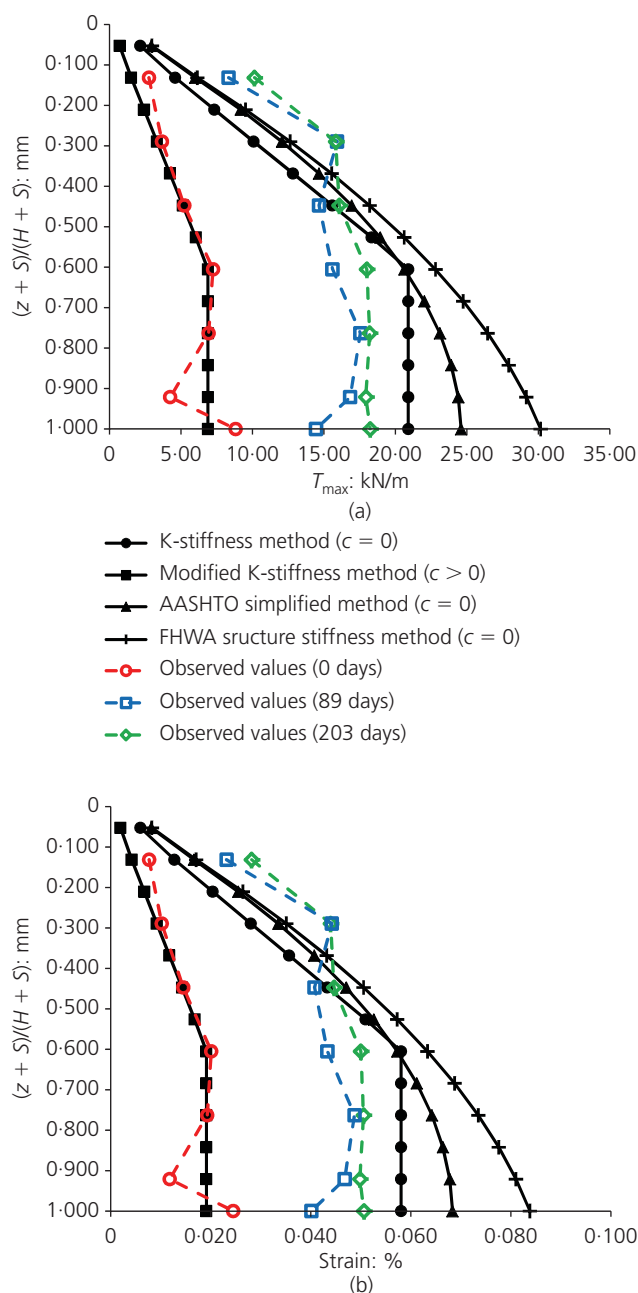 0
0·100
0·200
0·300
0·400
0·500
0·600
0·700
0·800
0·900
1·000
(z + S)/(H + S): mm
0 5·00 10·00 15·00 20·00 25·00 30·00 35·00
Tmax: kN/m
(a)
K-stiffness method (c = 0)
Modified K-stiffness method (c > 0)
AASHTO simplified method (c = 0)
FHWA sructure stiffness method (c = 0)
Observed values (0 days)
Observed values (89 days)
Observed values (203 days)
0
0·100
0·200
0·300
0·400
0·500
0·600
0·700
0·800
0·900
1·000
(z + S)/(H + S): mm
0 0·020 0·040 0·060 0·080 0·100
Strain: %
(b)